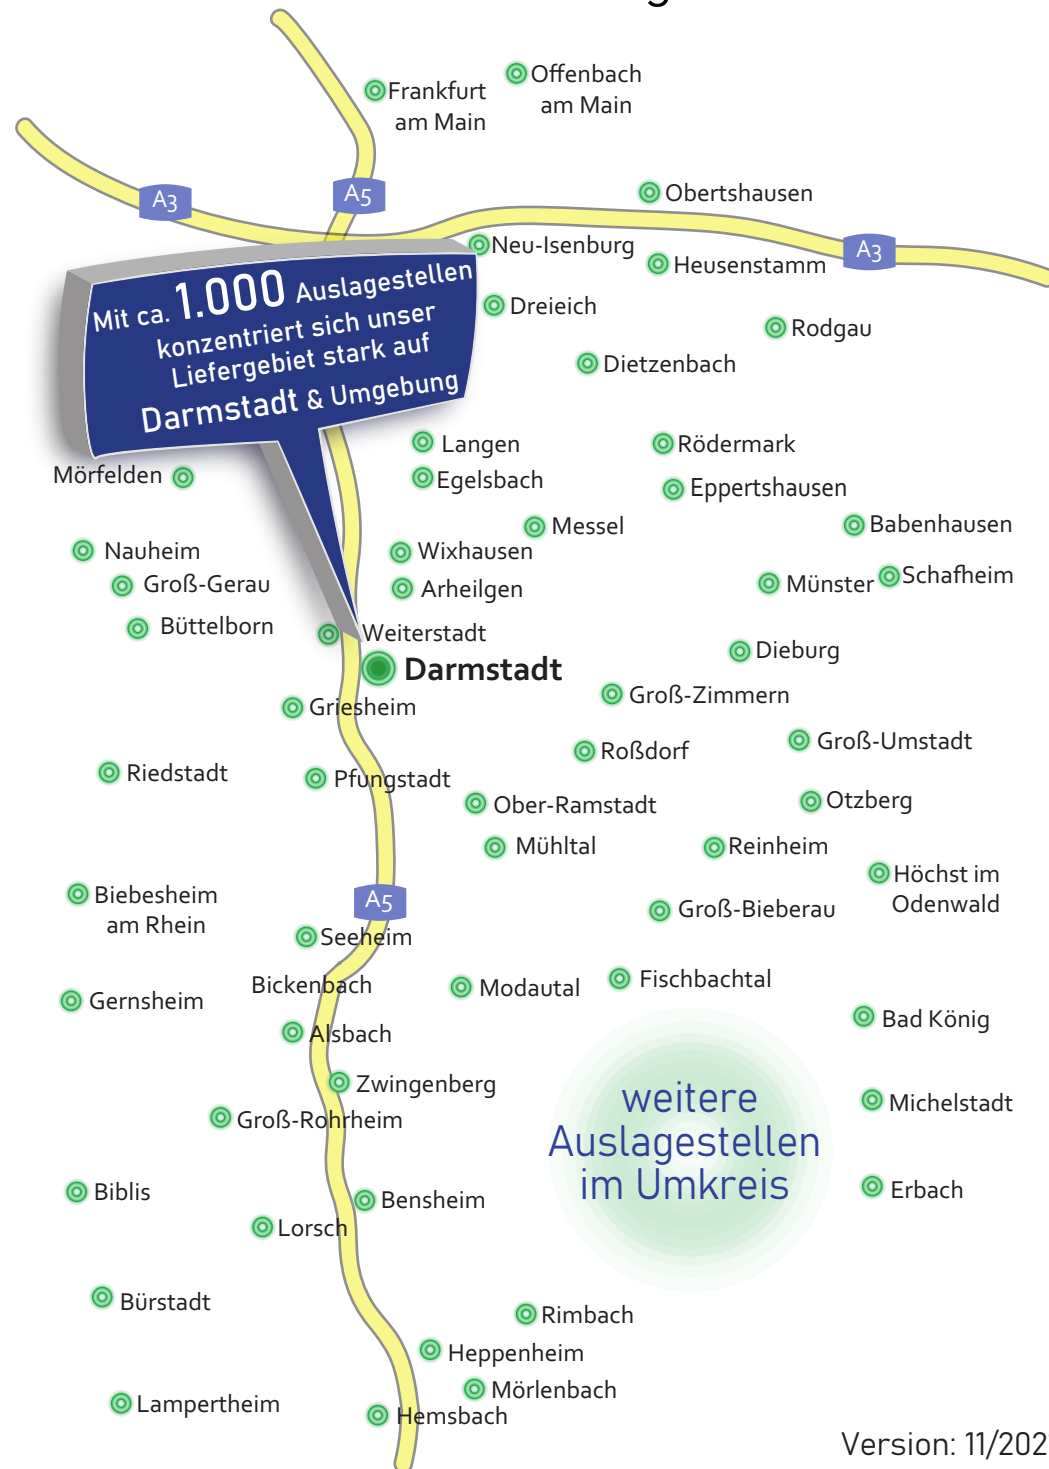 Offenbach
am Main
Frankfurt
am Main
A3
A5
Obertshausen
Neu-Isenburg
A3
Heusenstamm
Mit ca. 1.000 Auslagestellen
konzentriert sich unser
Liefergebiet stark auf
Darmstadt & Umgebung
Dreieich
Rodgau
Dietzenbach
Langen
Rödermark
Mörfelden
Egelsbach
Eppertshausen
Messel
Babenhausen
Nauheim
Wixhausen
Groß-Gerau
Arheilgen
Münster
Schafheim
Büttelborn
Weiterstadt
Dieburg
Darmstadt
Groß-Zimmern
Griesheim
Roßdorf
Groß-Umstadt
Riedstadt
Pfungstadt
Ober-Ramstadt
Otzberg
Mühltal
Reinheim
Höchst im
Odenwald
Biebesheim
am Rhein
A5
Groß-Bieberau
Seeheim
Bickenbach
Modautal
Fischbachtal
Gernsheim
Bad König
Alsbach
Zwingenberg
weitere
Auslagestellen
im Umkreis
Michelstadt
Groß-Rohrheim
Biblis
Bensheim
Erbach
Lorsch
Bürstadt
Rimbach
Heppenheim
Mörlenbach
Lampertheim
Hemsbach
Version: 11/202